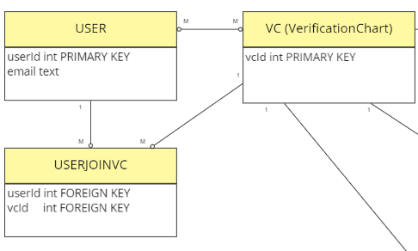 USER
userId int PRIMARY KEY
email text
M
M
VC (VerificationChart)
vcId int PRIMARY KEY
1
1
1
1
M
M
USERJOINVC
userId int FOREIGN KEY
vcId int FOREIGN KEY